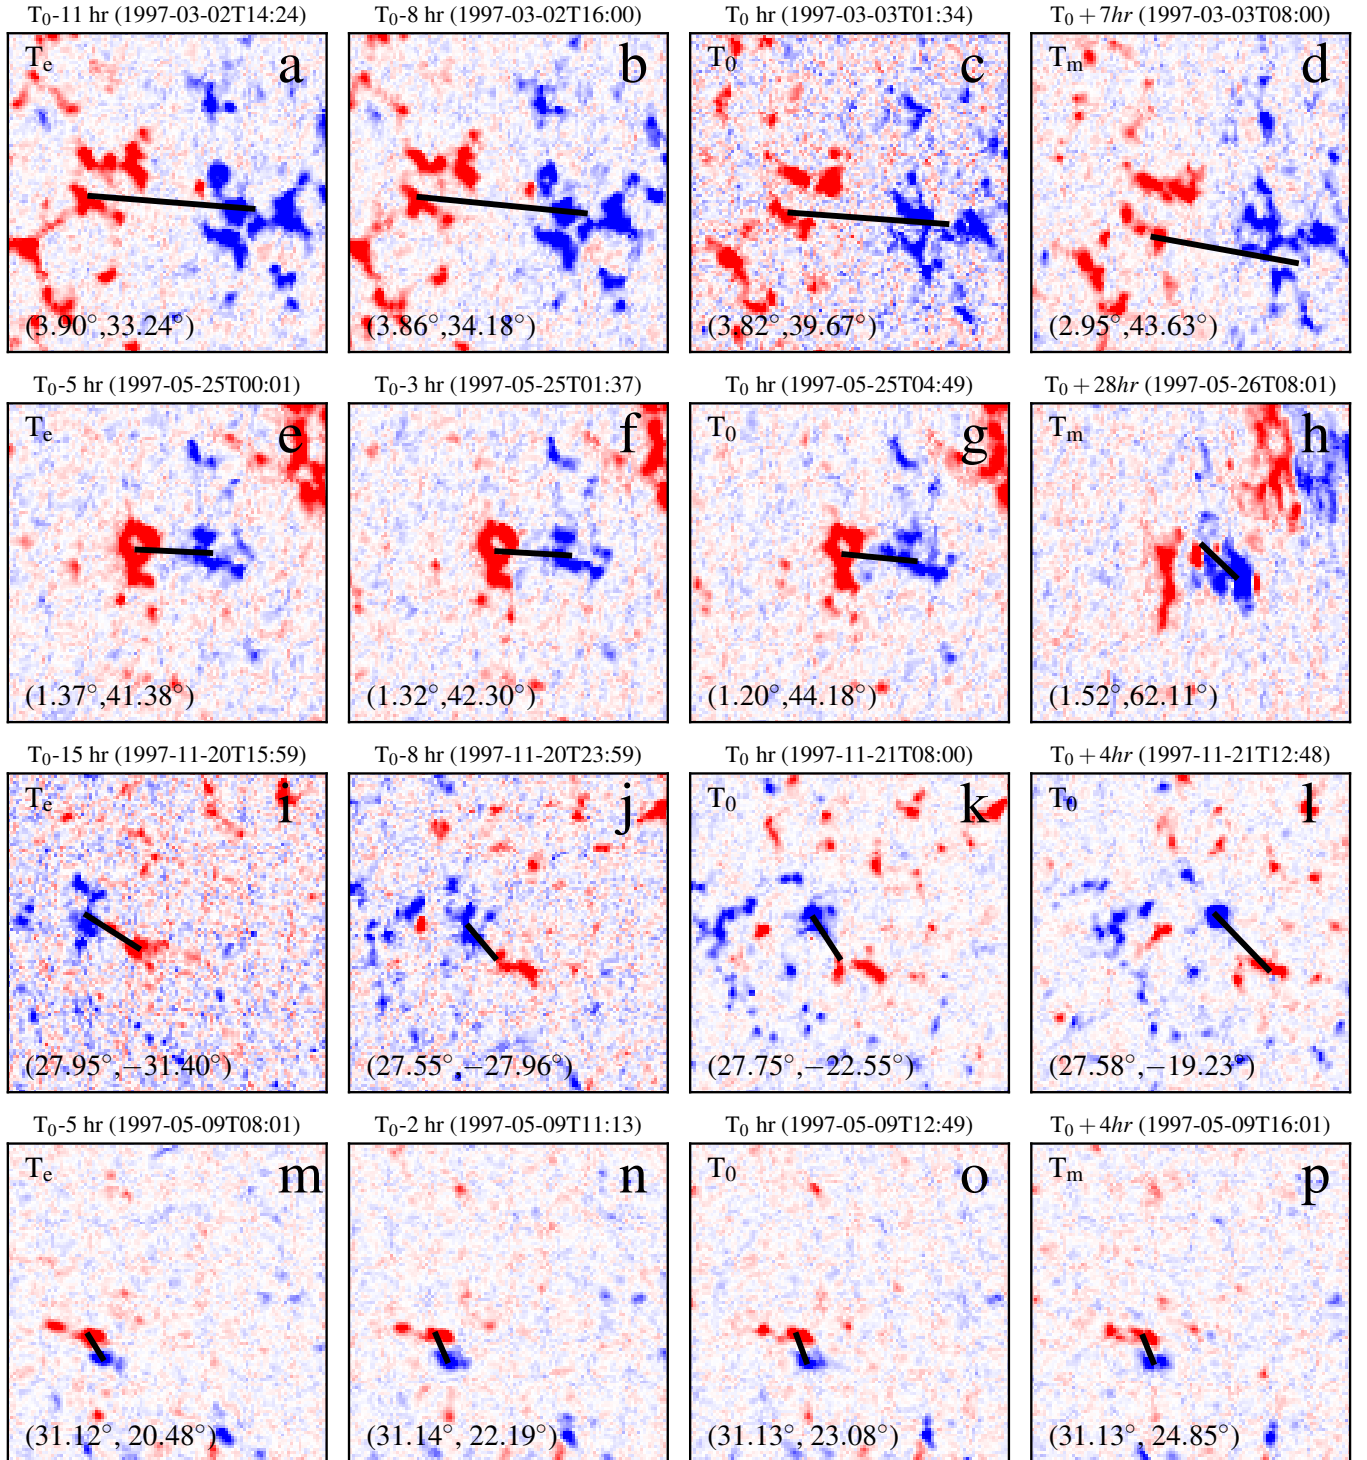 T₀-11 hr (1997-03-02T14:24)
T₀-8 hr (1997-03-02T16:00)
T₀ hr (1997-03-03T01:34)
T₀ + 7hr (1997-03-03T08:00)
Tₑ a
b
T₀ c
Tₘ d
(3.90°,33.24°)
(3.86°,34.18°)
(3.82°,39.67°)
(2.95°,43.63°)
T₀-5 hr (1997-05-25T00:01)
T₀-3 hr (1997-05-25T01:37)
T₀ hr (1997-05-25T04:49)
T₀ + 28hr (1997-05-26T08:01)
Tₑ e
f
T₀ g
Tₘ h
(1.37°,41.38°)
(1.32°,42.30°)
(1.20°,44.18°)
(1.52°,62.11°)
T₀-15 hr (1997-11-20T15:59)
T₀-8 hr (1997-11-20T23:59)
T₀ hr (1997-11-21T08:00)
T₀ + 4hr (1997-11-21T12:48)
Tₑ i
j
T₀ k
T₀ l
(27.95°,−31.40°)
(27.55°,−27.96°)
(27.75°,−22.55°)
(27.58°,−19.23°)
T₀-5 hr (1997-05-09T08:01)
T₀-2 hr (1997-05-09T11:13)
T₀ hr (1997-05-09T12:49)
T₀ + 4hr (1997-05-09T16:01)
Tₑ m
n
T₀ o
Tₘ p
(31.12°, 20.48°)
(31.14°, 22.19°)
(31.13°, 23.08°)
(31.13°, 24.85°)